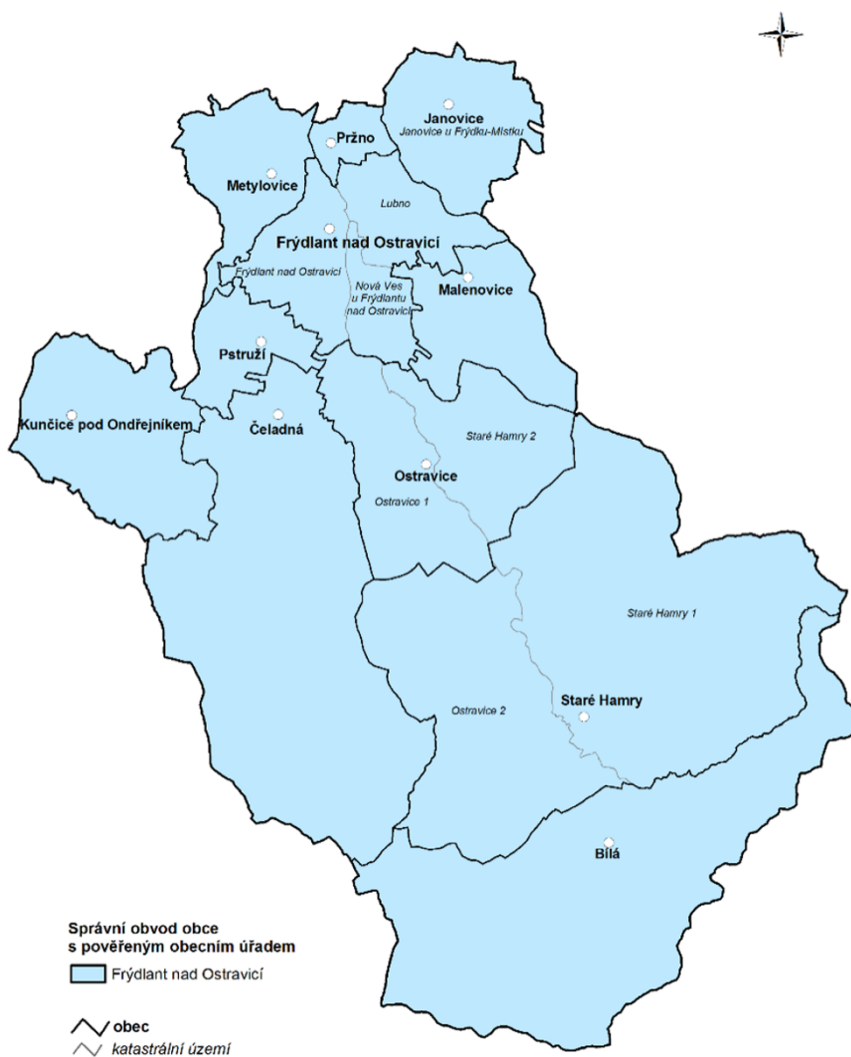 Janovice
Janovice u Frýdku-Místku
Pržno
Metylovice
Lubno
Frýdlant nad Ostravicí
Frýdlant nad Ostravicí
Nová Ves
u Frýdlantu
nad Ostravicí
Malenovice
Pstruží
Kunčice pod Ondřejníkem
Čeladná
Staré Hamry 2
Ostravice
Ostravice 1
Staré Hamry 1
Staré Hamry
Ostravice 2
Bílá
Správní obvod obce
s pověřeným obecním úřadem
Frýdlant nad Ostravicí
obec
katastrální území